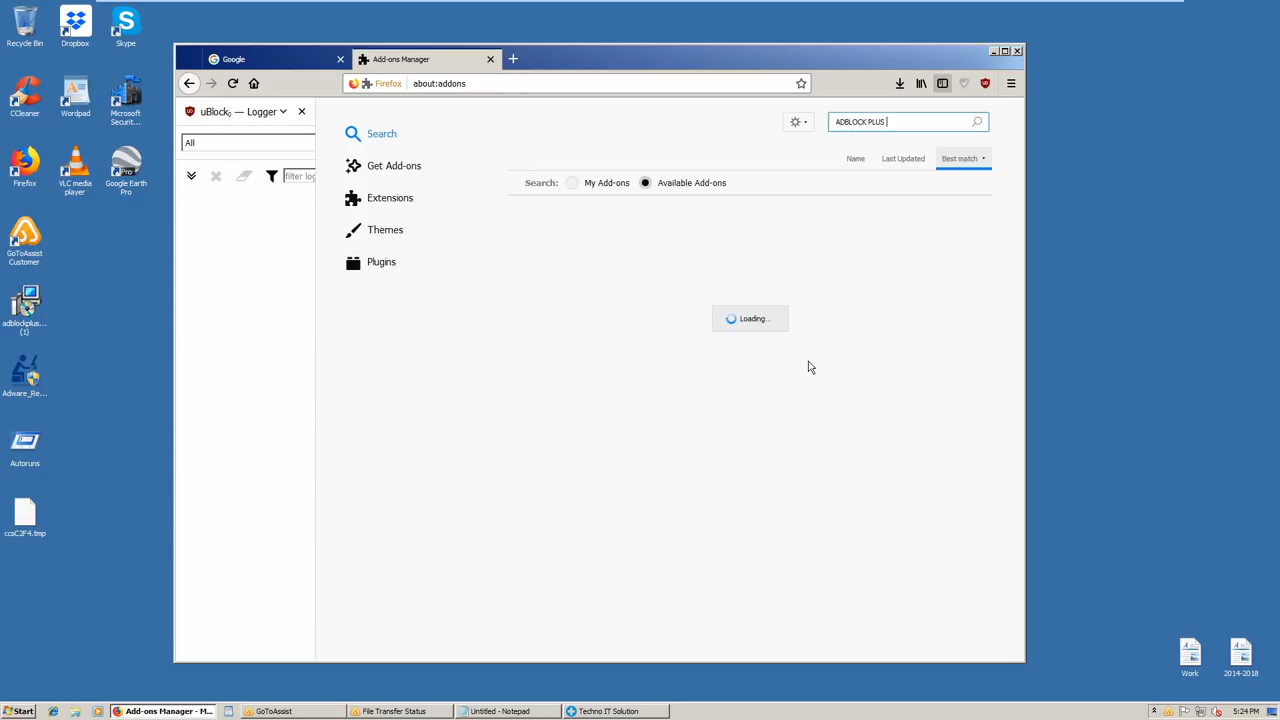 Recycle Bin
Dropbox
Skype
CCleaner
Wordpad
Microsoft
Securit...
Firefox
VLC media
player
Google Earth
Pro
GoToAssist
Customer
adblockplus...
(1)
Adware_Re...
Autoruns
ccsC2F4.tmp
Google
Add-ons Manager
Firefox
about:addons
uBlock₀ — Logger
All
filter log
Search
Get Add-ons
Extensions
Themes
Plugins
ADBLOCK PLUS
Name
Last Updated
Best match
Search:
My Add-ons
Available Add-ons
Loading...
Work
2014-2018
Start
Add-ons Manager - M...
GoToAssist
File Transfer Status
Untitled - Notepad
Techno IT Solution
5:24 PM